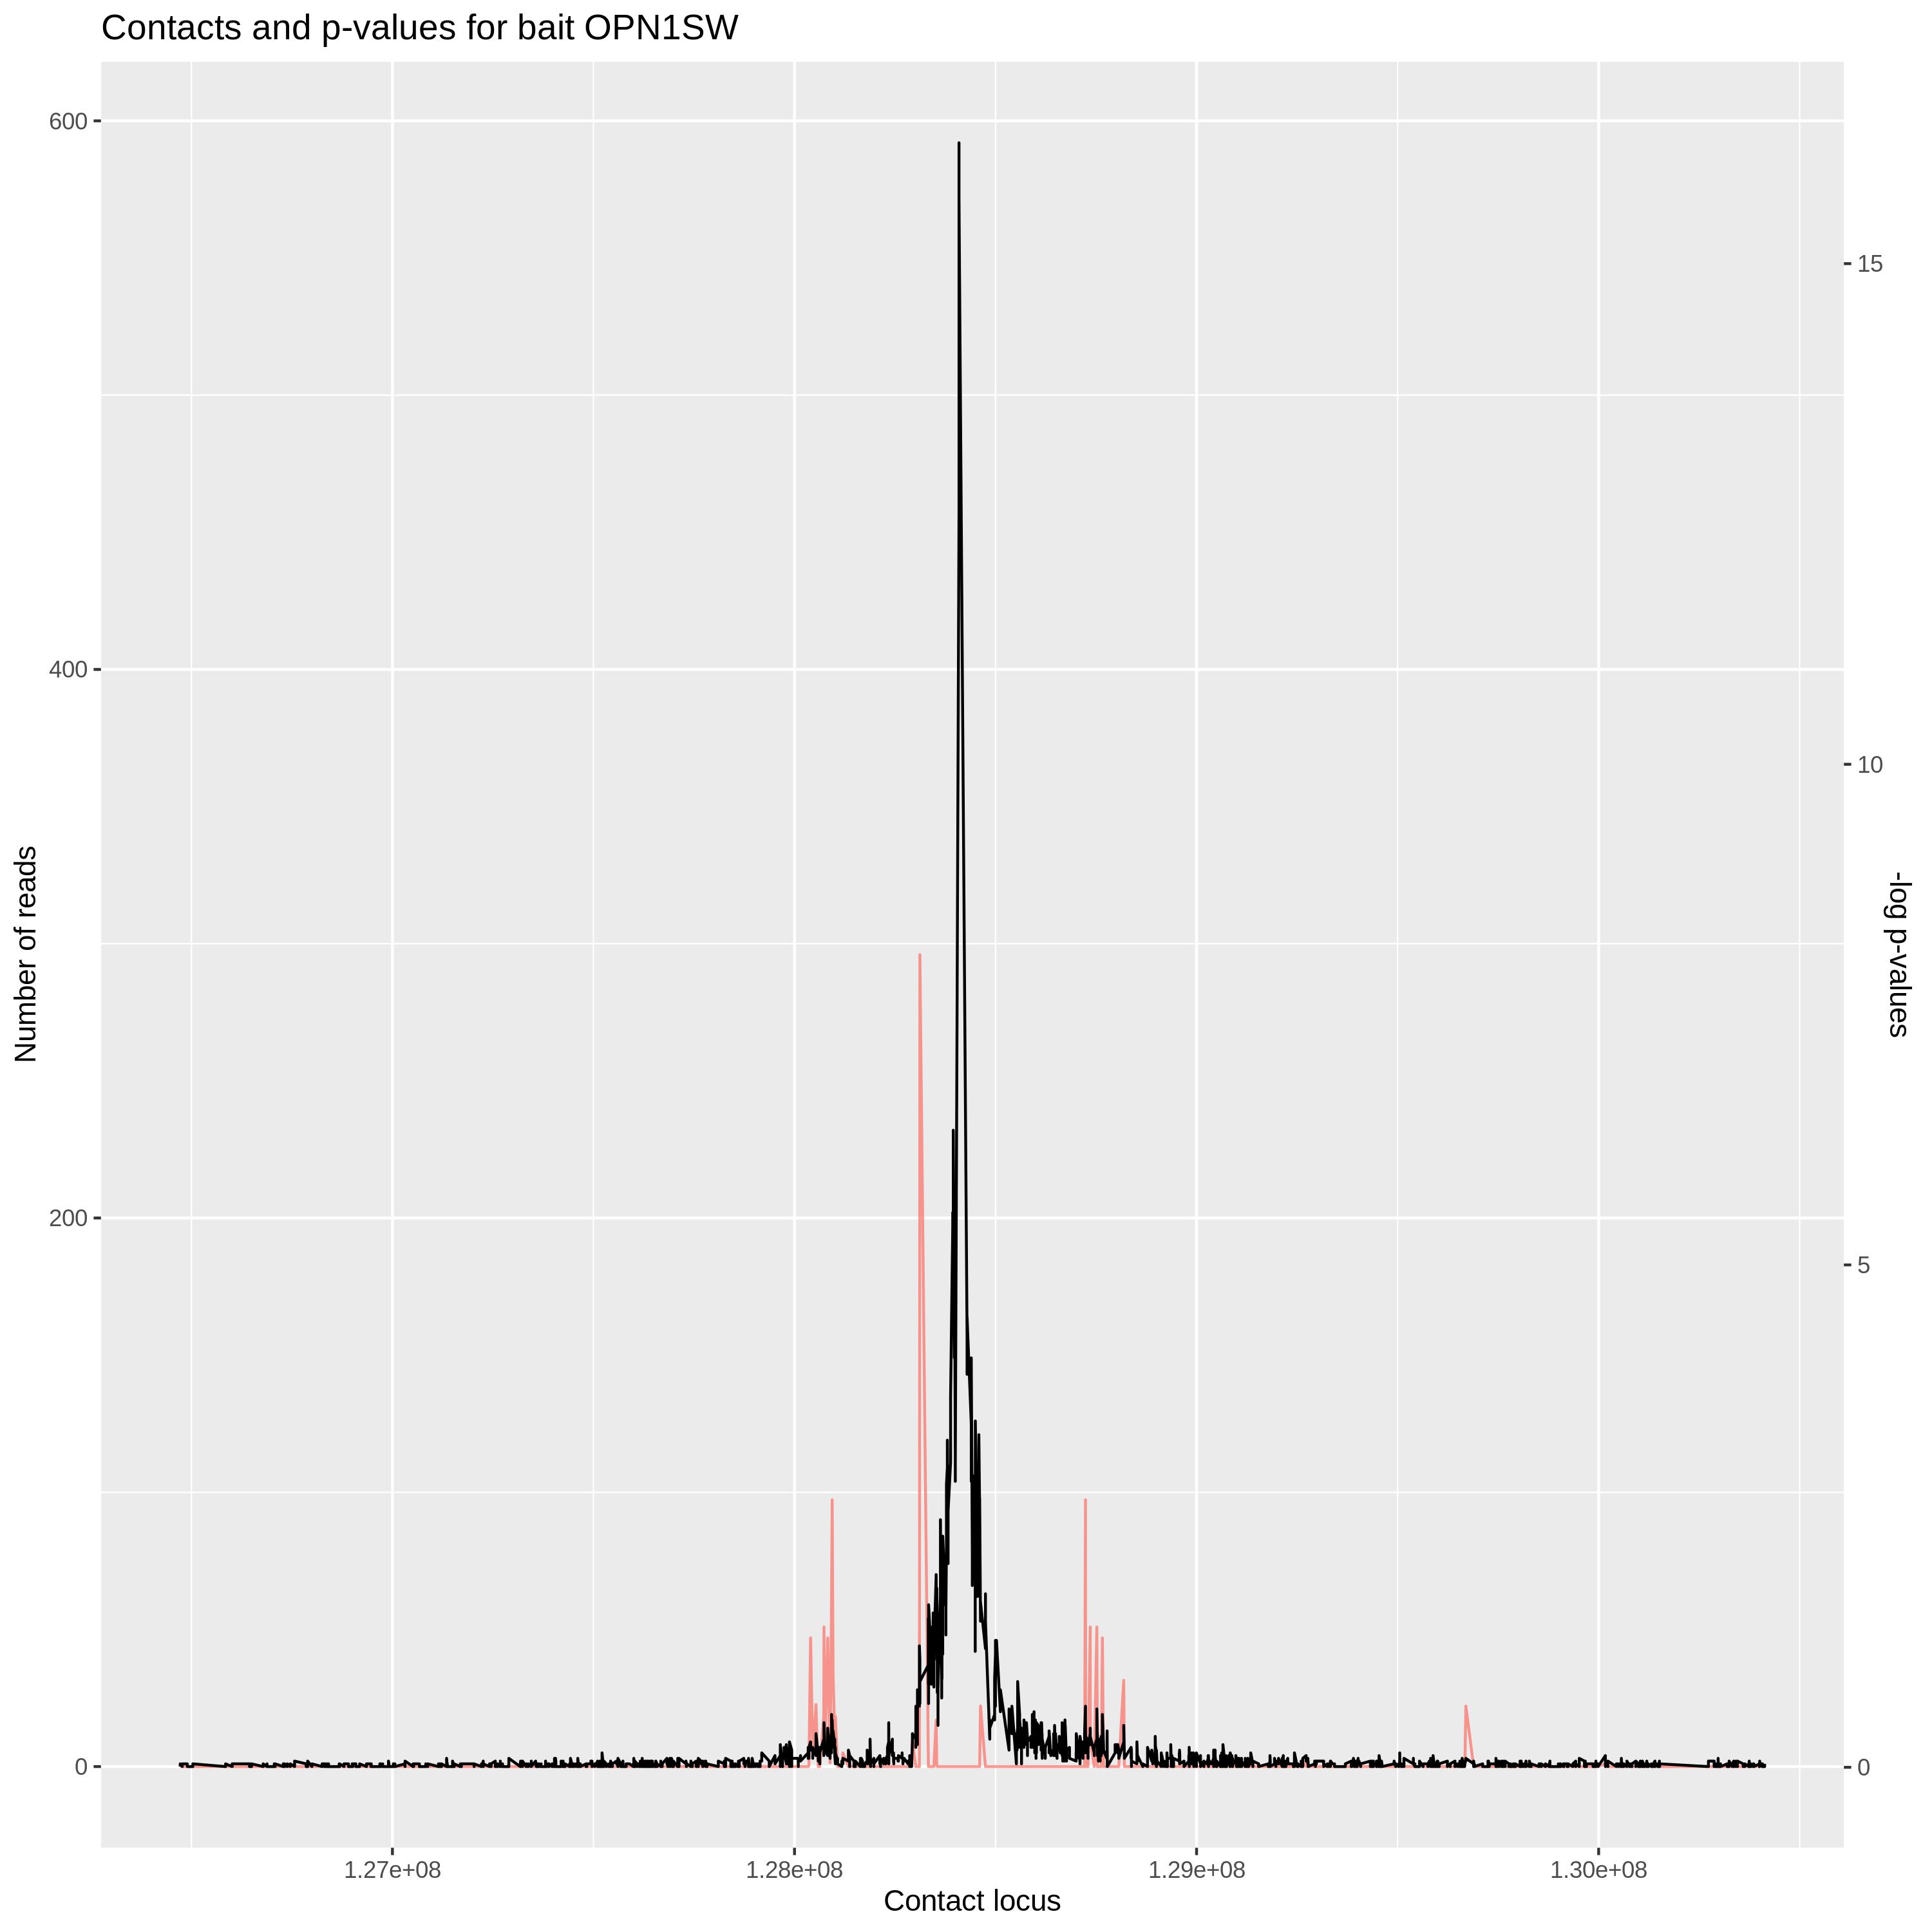 Contacts and p-values for bait OPN1SW
600
400
200
0
Number of reads
15
10
5
0
-log p-values
1.27e+08
1.28e+08
1.29e+08
1.30e+08
Contact locus